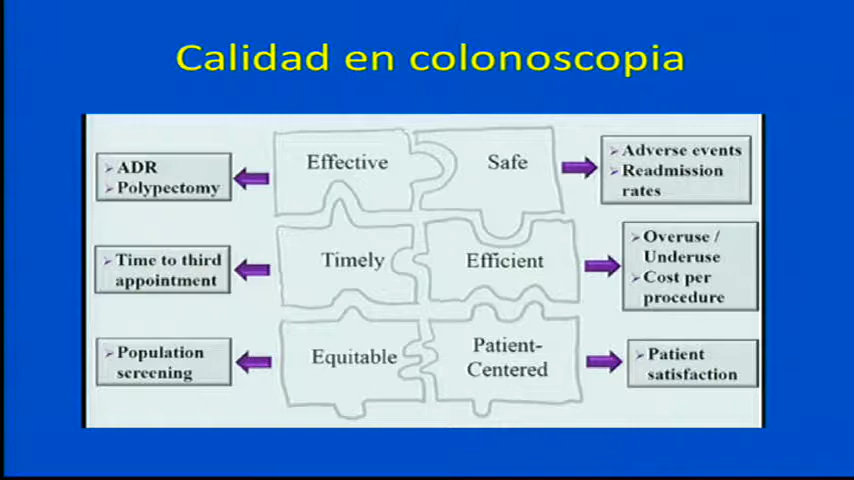 Calidad en colonoscopia
ADR
Polypectomy
Effective
Safe
Adverse events
Readmission
rates
Time to third
appointment
Timely
Efficient
Overuse /
Underuse
Cost per
procedure
Population
screening
Equitable
Patient-
Centered
Patient
satisfaction